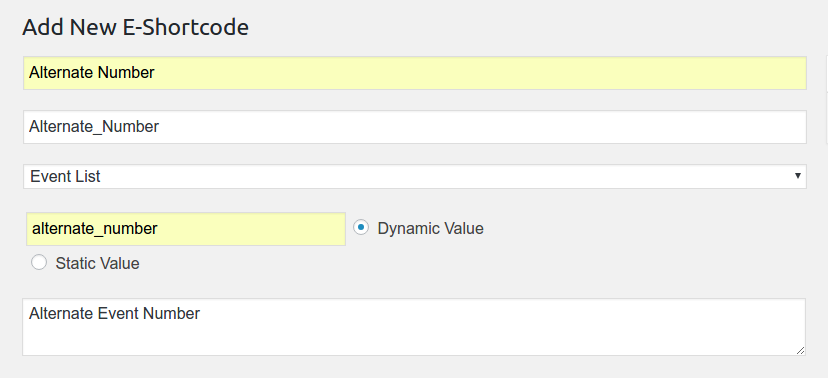 Add New E-Shortcode
Alternate Number
Alternate_Number
Event List
alternate_number Dynamic Value
Static Value
Alternate Event Number